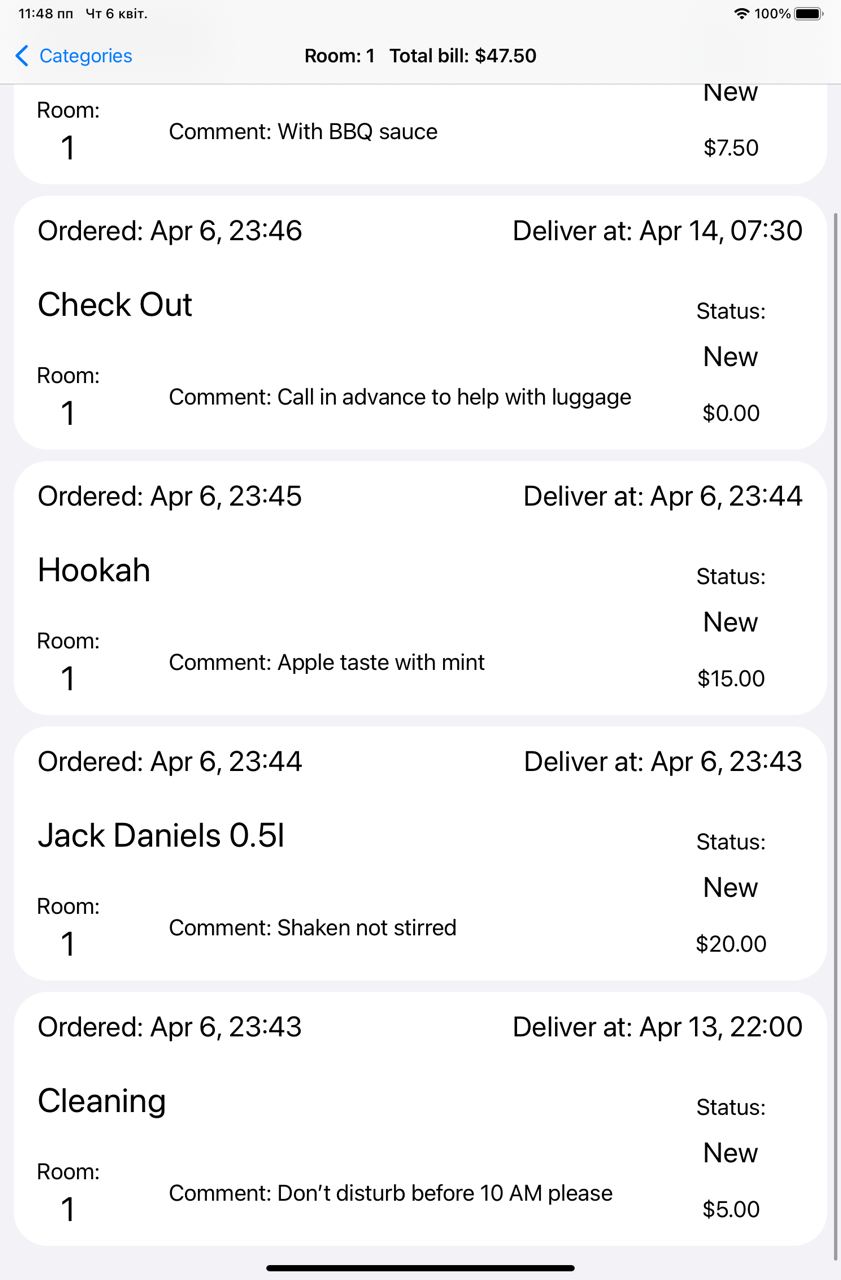 11:48 пп Чт 6 квіт. 100%
Categories Room: 1 Total bill: $47.50
New
Room:
1
Comment: With BBQ sauce
$7.50
Ordered: Apr 6, 23:46 Deliver at: Apr 14, 07:30
Check Out
Status:
New
Room:
1
Comment: Call in advance to help with luggage
$0.00
Ordered: Apr 6, 23:45 Deliver at: Apr 6, 23:44
Hookah
Status:
New
Room:
1
Comment: Apple taste with mint
$15.00
Ordered: Apr 6, 23:44 Deliver at: Apr 6, 23:43
Jack Daniels 0.5l
Status:
New
Room:
1
Comment: Shaken not stirred
$20.00
Ordered: Apr 6, 23:43 Deliver at: Apr 13, 22:00
Cleaning
Status:
New
Room:
1
Comment: Don’t disturb before 10 AM please
$5.00